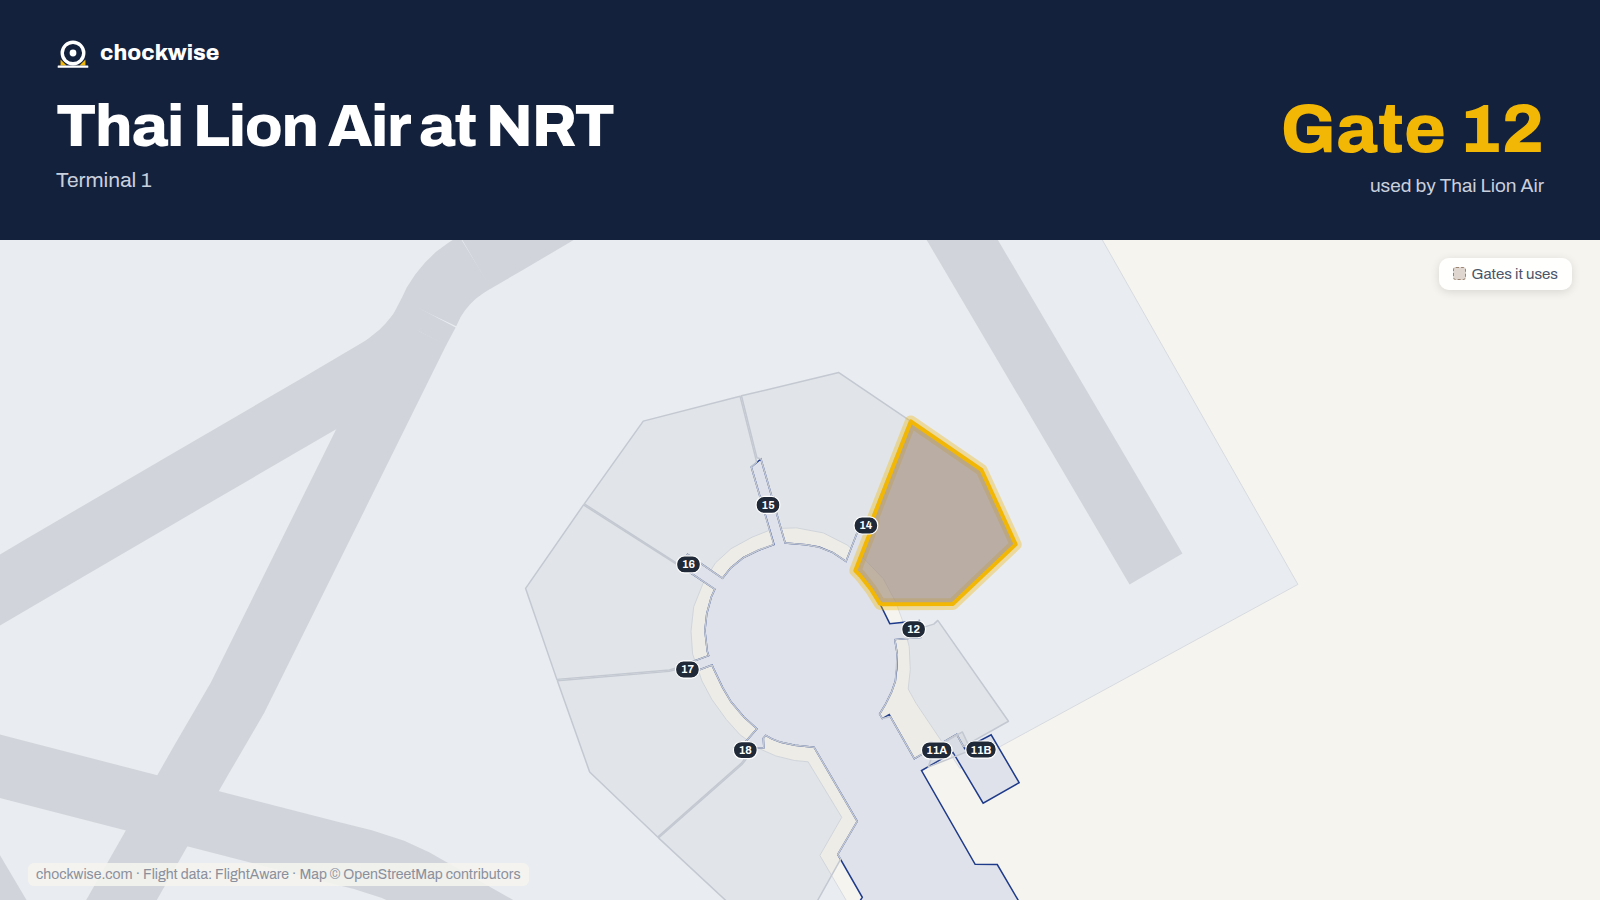 chockwise
Thai Lion Air at NRT
Terminal 1
Gate 12
used by Thai Lion Air
Gates it uses
15
14
16
12
17
18
11A
11B
chockwise.com · Flight data: FlightAware · Map © OpenStreetMap contributors